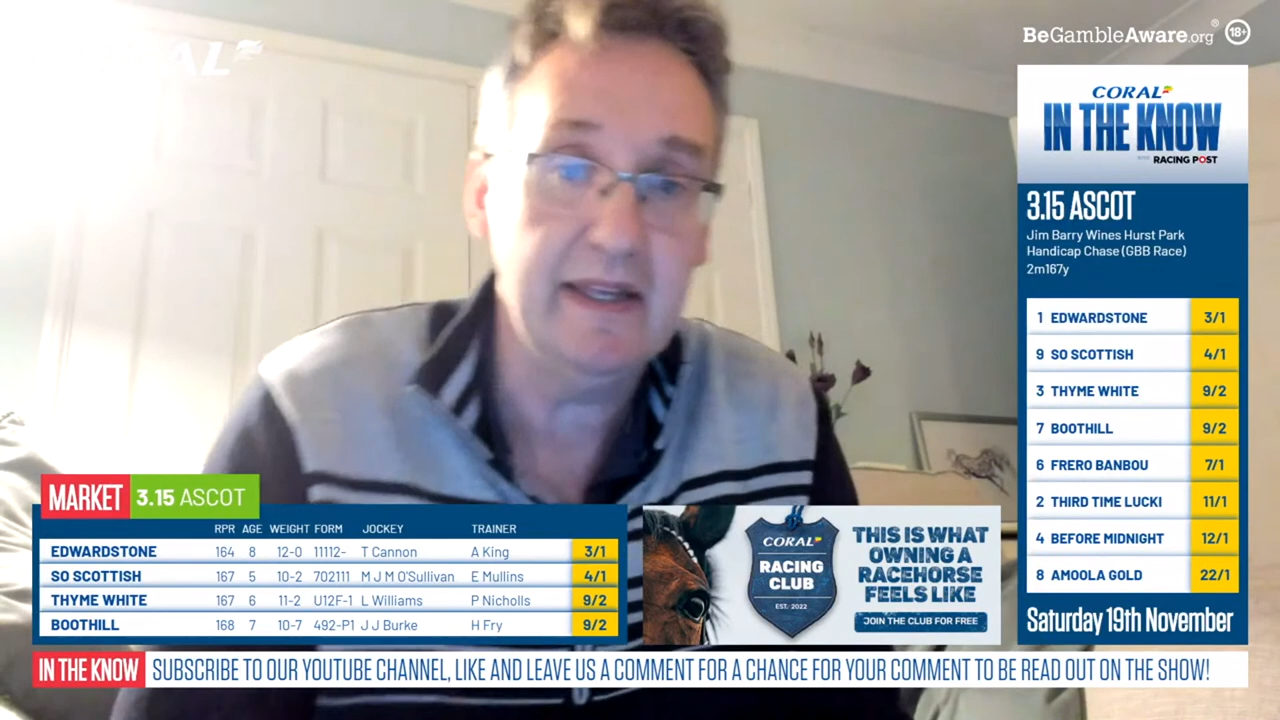 BeGambleAware.org® 18+
CORAL
IN THE KNOW
WITH RACING POST
3.15 ASCOT
Jim Barry Wines Hurst Park
Handicap Chase (GBB Race)
2m167y
1 EDWARDSTONE 3/1
9 SO SCOTTISH 4/1
3 THYME WHITE 9/2
7 BOOTHILL 9/2
6 FRERO BANBOU 7/1
2 THIRD TIME LUCKI 11/1
4 BEFORE MIDNIGHT 12/1
8 AMOOLA GOLD 22/1
Saturday 19th November
MARKET 3.15 ASCOT
RPR AGE WEIGHT FORM JOCKEY TRAINER
EDWARDSTONE 164 8 12-0 11112- T Cannon A King 3/1
SO SCOTTISH 167 5 10-2 702111 M J M O'Sullivan E Mullins 4/1
THYME WHITE 167 6 11-2 U12F-1 L Williams P Nicholls 9/2
BOOTHILL 168 7 10-7 492-P1 J J Burke H Fry 9/2
CORAL
RACING
CLUB
EST. 2022
THIS IS WHAT
OWNING A
RACEHORSE
FEELS LIKE
JOIN THE CLUB FOR FREE
IN THE KNOW SUBSCRIBE TO OUR YOUTUBE CHANNEL, LIKE AND LEAVE US A COMMENT FOR A CHANCE FOR YOUR COMMENT TO BE READ OUT ON THE SHOW!